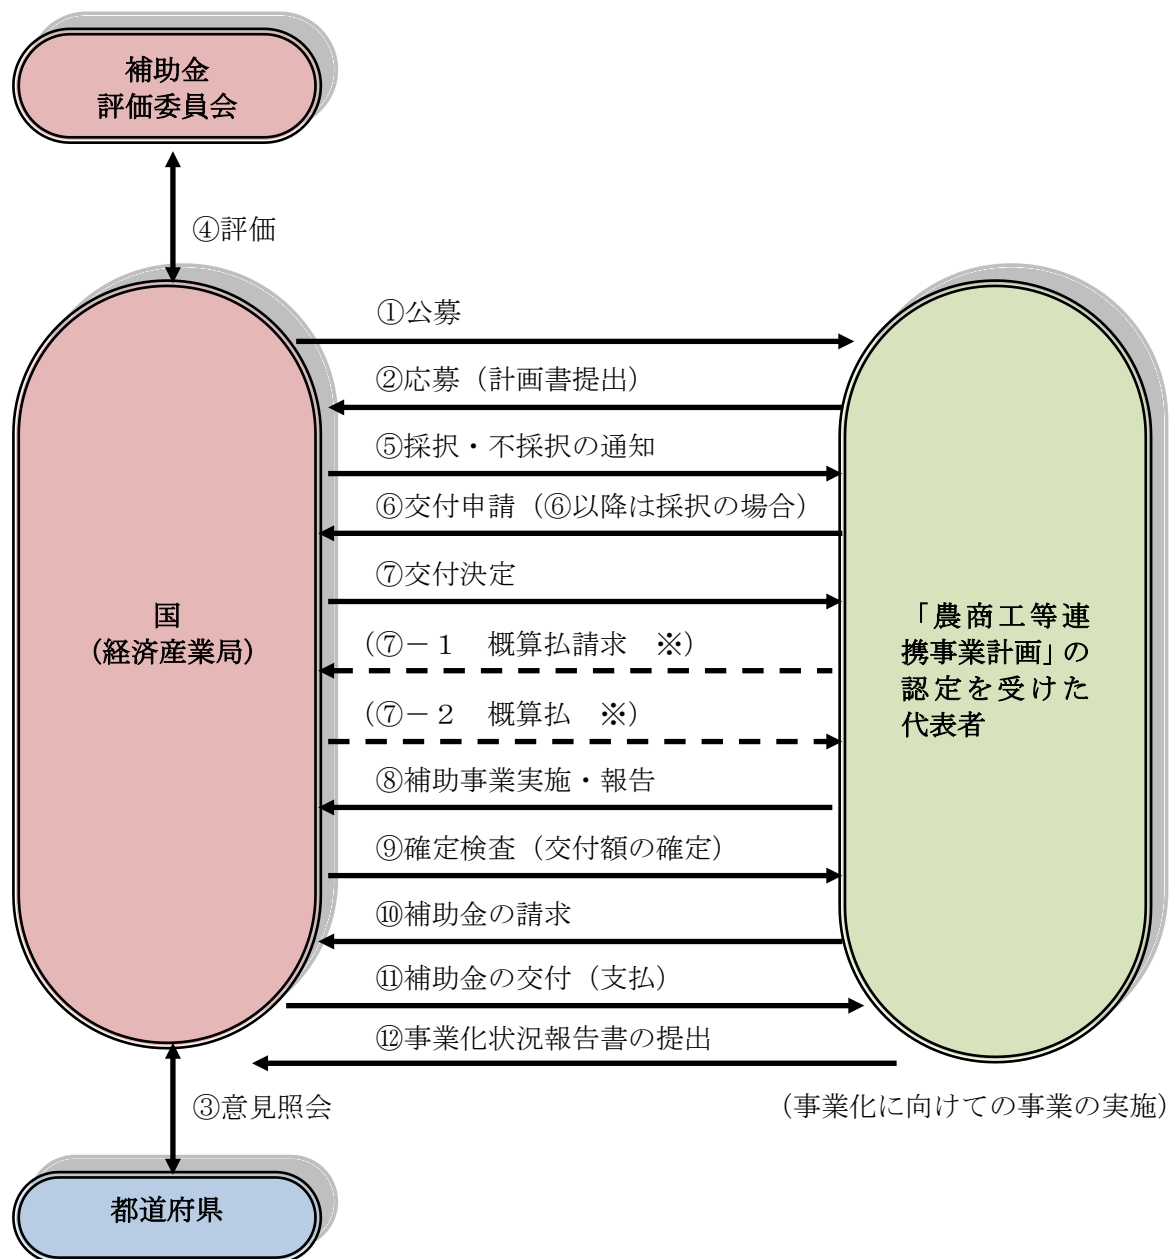 補助金
評価委員会
④評価
①公募
②応募（計画書提出）
⑤採択・不採択の通知
⑥交付申請（⑥以降は採択の場合）
⑦交付決定
（⑦－１　概算払請求　※）
（⑦－２　概算払　※）
⑧補助事業実施・報告
⑨確定検査（交付額の確定）
⑩補助金の請求
⑪補助金の交付（支払）
⑫事業化状況報告書の提出
国
（経済産業局）
「農商工等連
携事業計画」の
認定を受けた
代表者
③意見照会
（事業化に向けての事業の実施）
都道府県